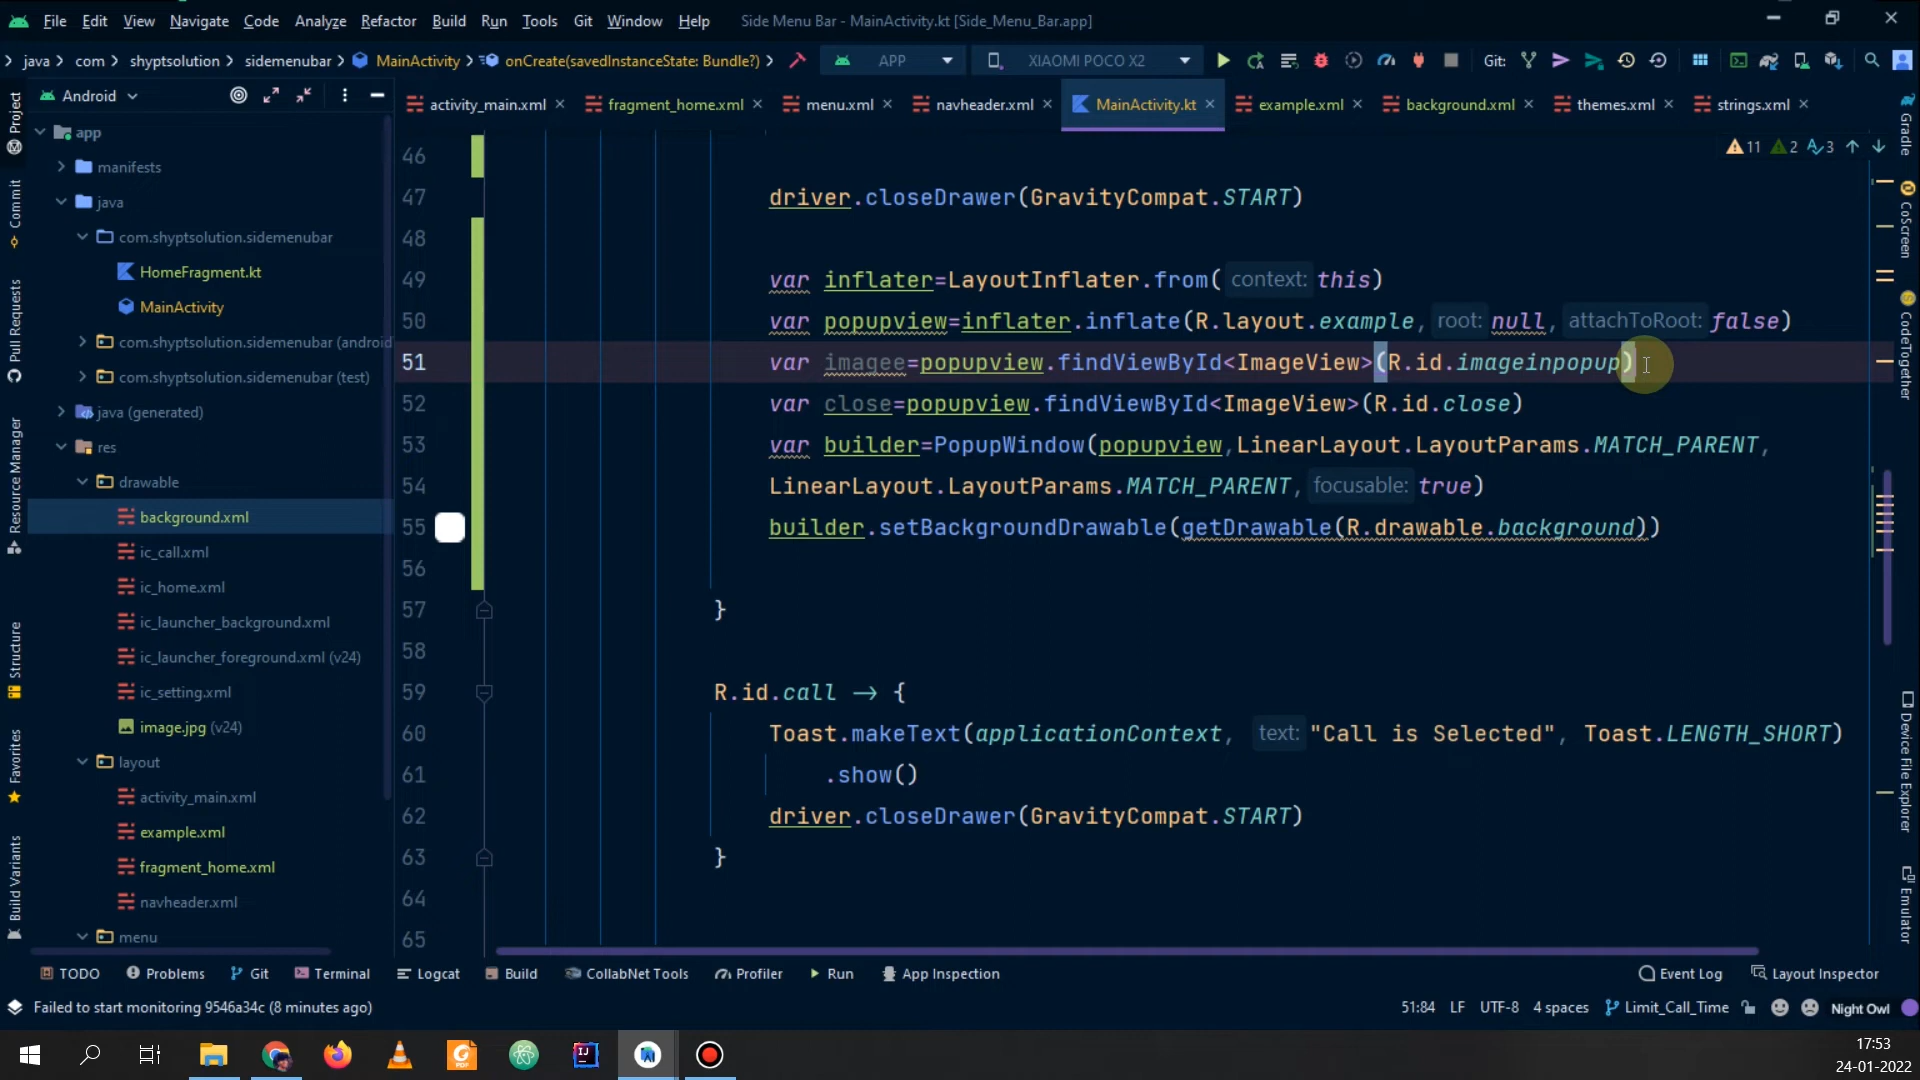 File Edit View Navigate Code Analyze Refactor Build Run Tools Git Window Help Side Menu Bar - MainActivity.kt [Side_Menu_Bar.app]
java com shyptsolution sidemenubar MainActivity onCreate(savedInstanceState: Bundle?) APP XIAOMI POCO X2 Git:
Android
activity_main.xml fragment_home.xml menu.xml navheader.xml MainActivity.kt example.xml background.xml themes.xml strings.xml
Project
Commit
Pull Requests
Resource Manager
Structure
Favorites
Build Variants
app
manifests
java
com.shyptsolution.sidemenubar
HomeFragment.kt
MainActivity
com.shyptsolution.sidemenubar (android
com.shyptsolution.sidemenubar (test)
java (generated)
res
drawable
background.xml
ic_call.xml
ic_home.xml
ic_launcher_background.xml
ic_launcher_foreground.xml (v24)
ic_setting.xml
image.jpg (v24)
layout
activity_main.xml
example.xml
fragment_home.xml
navheader.xml
menu
11 2 3
46
47 driver.closeDrawer(GravityCompat.START)
48
49 var inflater=LayoutInflater.from( context: this)
50 var popupview=inflater.inflate(R.layout.example, root: null, attachToRoot: false)
51 var imagee=popupview.findViewById<ImageView>(R.id.imageinpopup)
52 var close=popupview.findViewById<ImageView>(R.id.close)
53 var builder=PopupWindow(popupview,LinearLayout.LayoutParams.MATCH_PARENT,
54 LinearLayout.LayoutParams.MATCH_PARENT, focusable: true)
55 builder.setBackgroundDrawable(getDrawable(R.drawable.background))
56
57 }
58
59 R.id.call -> {
60 Toast.makeText(applicationContext, text: "Call is Selected", Toast.LENGTH_SHORT)
61 .show()
62 driver.closeDrawer(GravityCompat.START)
63 }
64
65
Gradle
CoScreen
CodeTogether
Device File Explorer
Emulator
TODO Problems Git Terminal Logcat Build CollabNet Tools Profiler Run App Inspection Event Log Layout Inspector
Failed to start monitoring 9546a34c (8 minutes ago) 51:84 LF UTF-8 4 spaces Limit_Call_Time Night Owl
17:53
24-01-2022